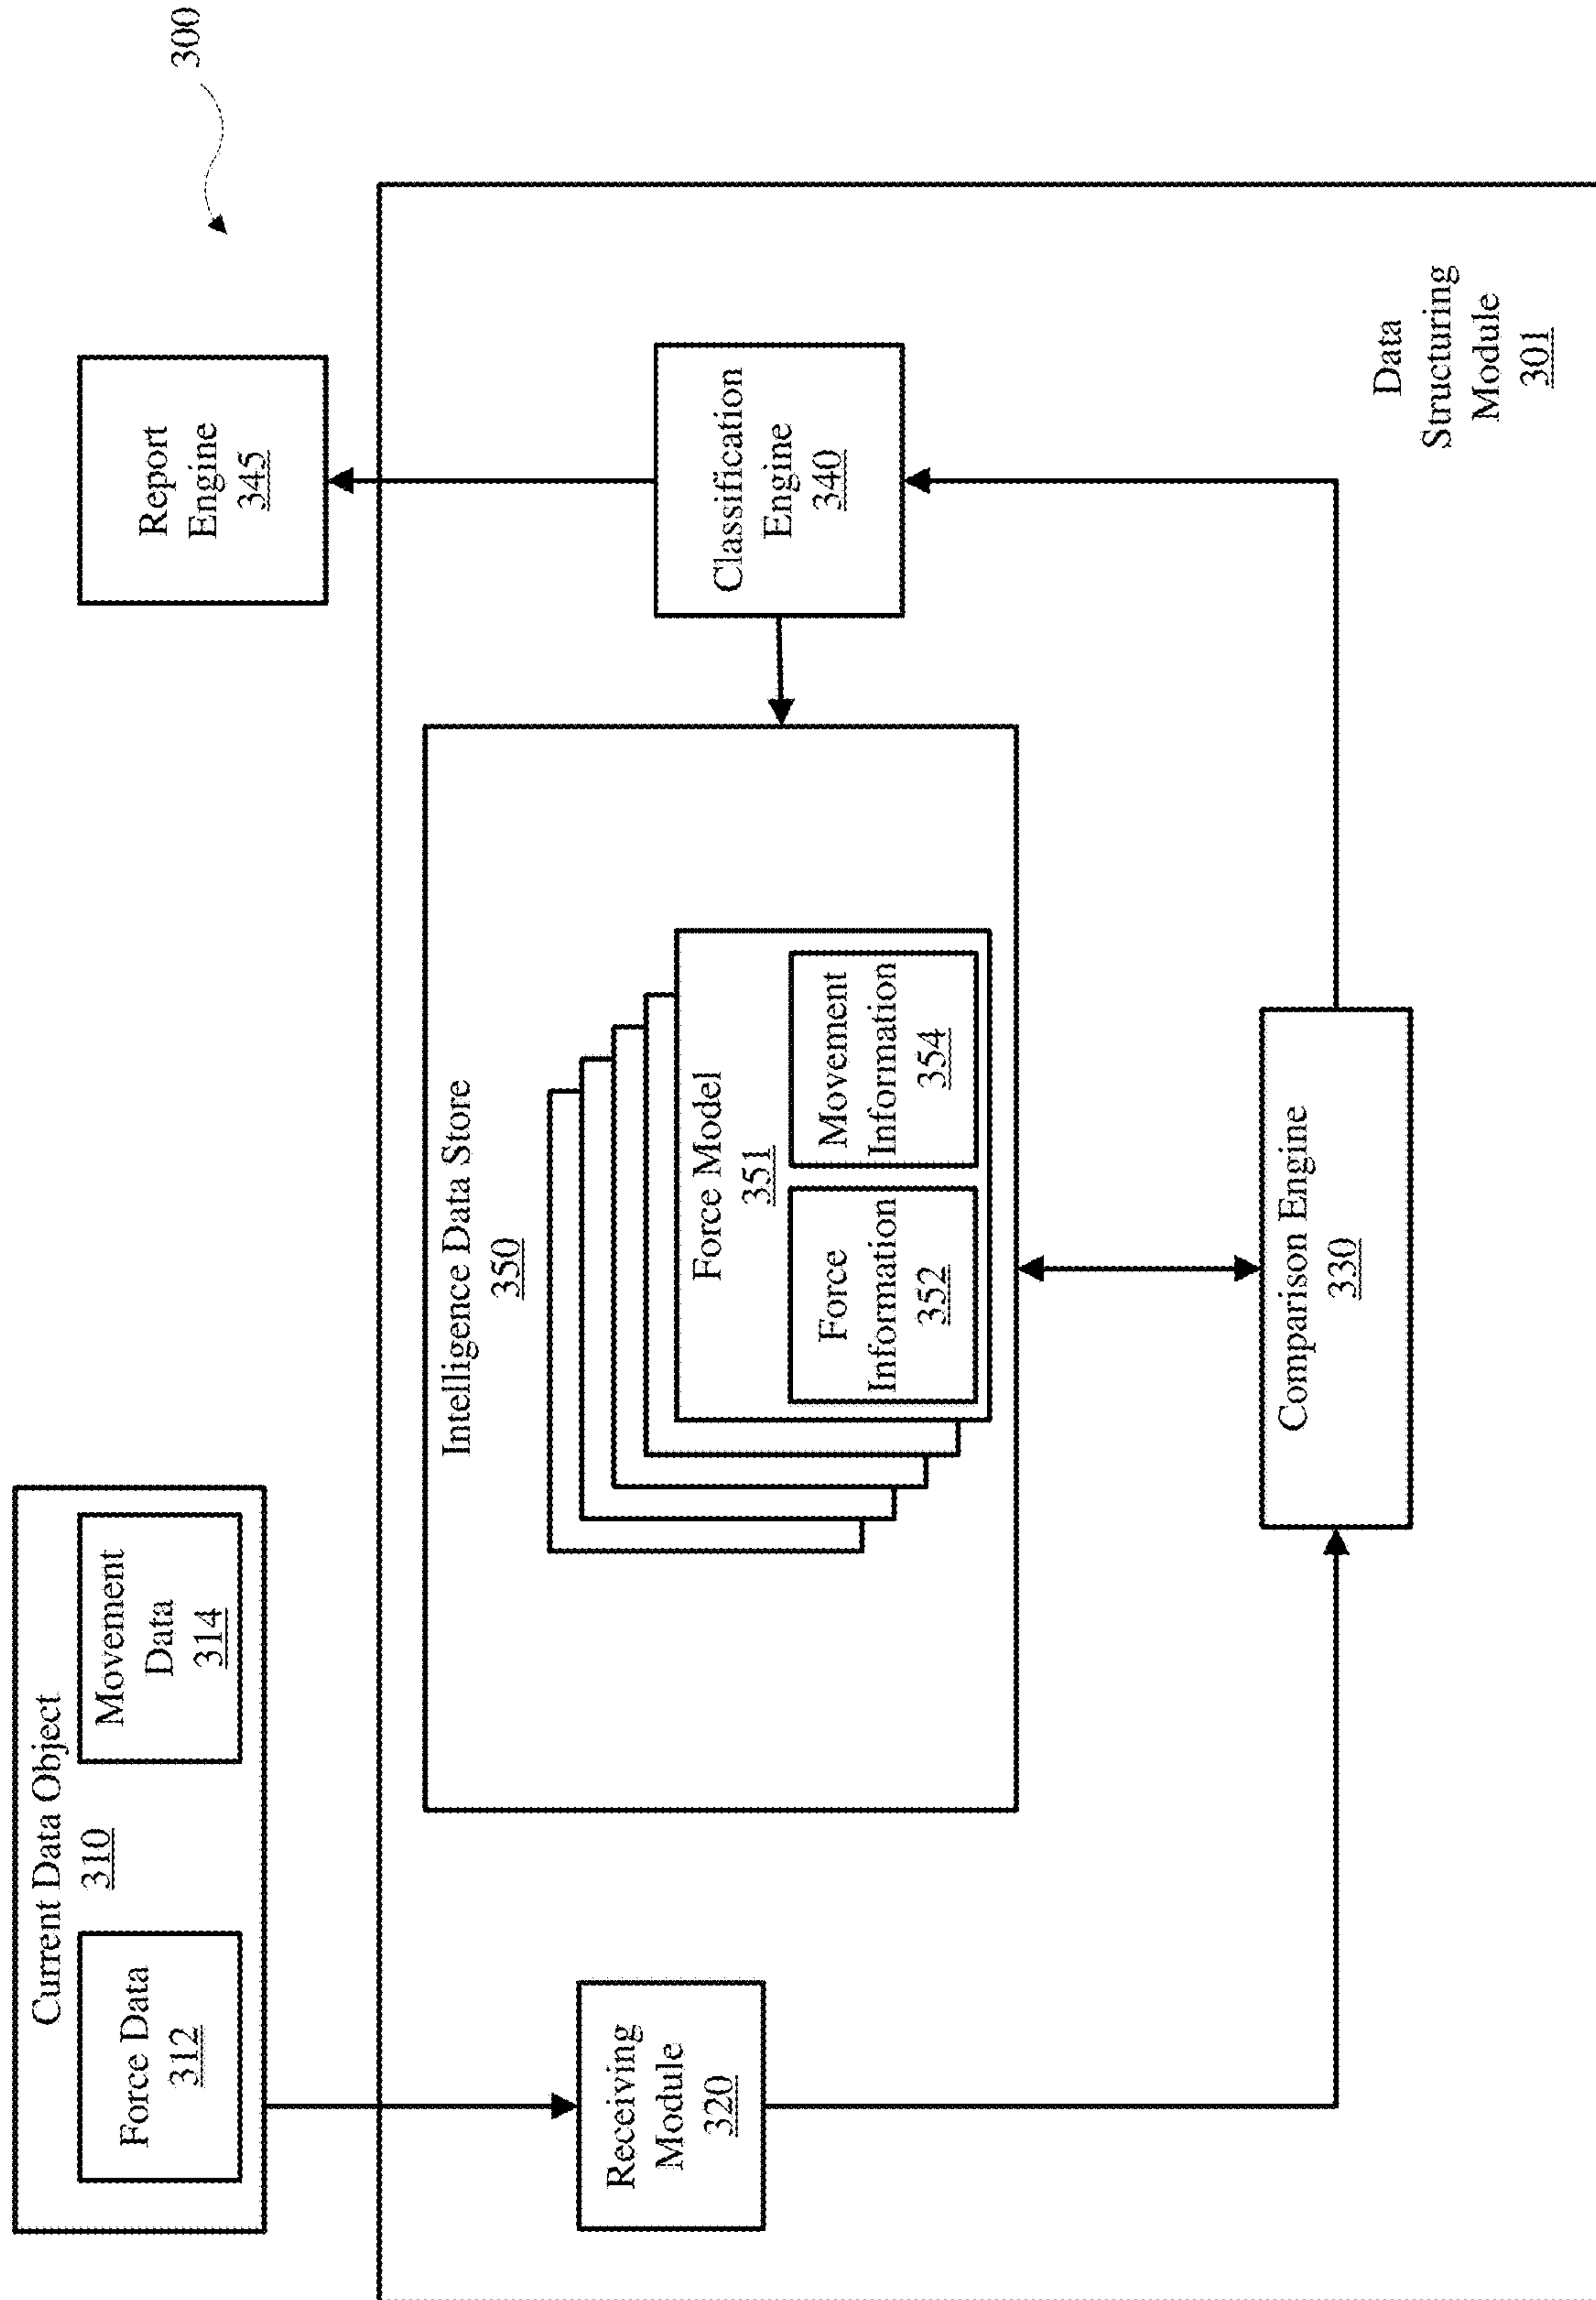 300
Current Data Object
310
Force Data
312
Movement
Data
314
Report
Engine
345
Receiving
Module
320
Intelligence Data Store
350
Force Model
351
Force
Information
352
Movement
Information
354
Classification
Engine
340
Comparison Engine
330
Data
Structuring
Module
301